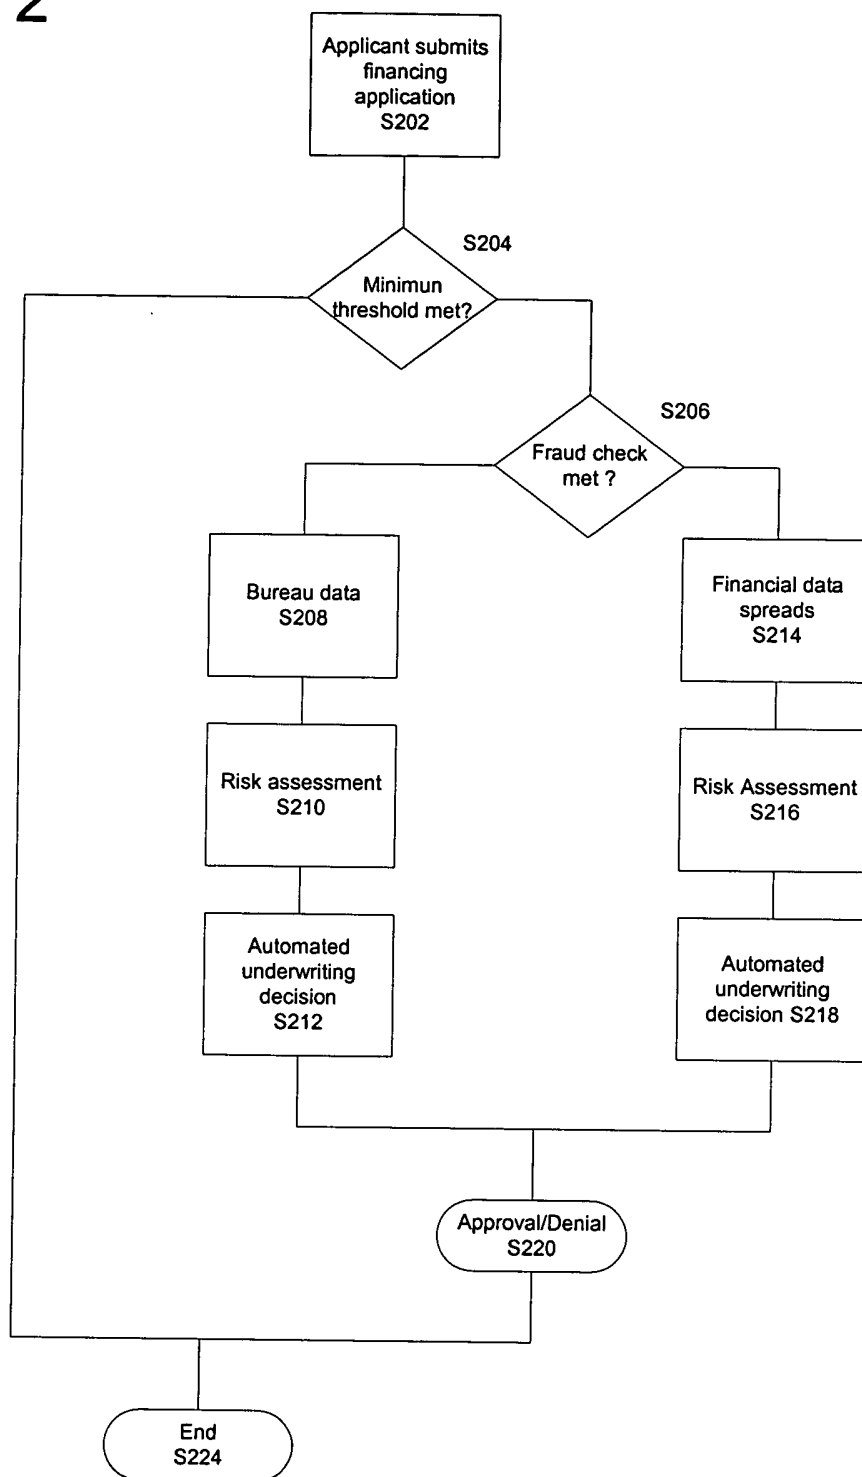 2
Applicant submits
financing
application
S202
S204
Minimun
threshold met?
S206
Fraud check
met ?
Bureau data
S208
Financial data
spreads
S214
Risk assessment
S210
Risk Assessment
S216
Automated
underwriting
decision
S212
Automated
underwriting
decision S218
Approval/Denial
S220
End
S224